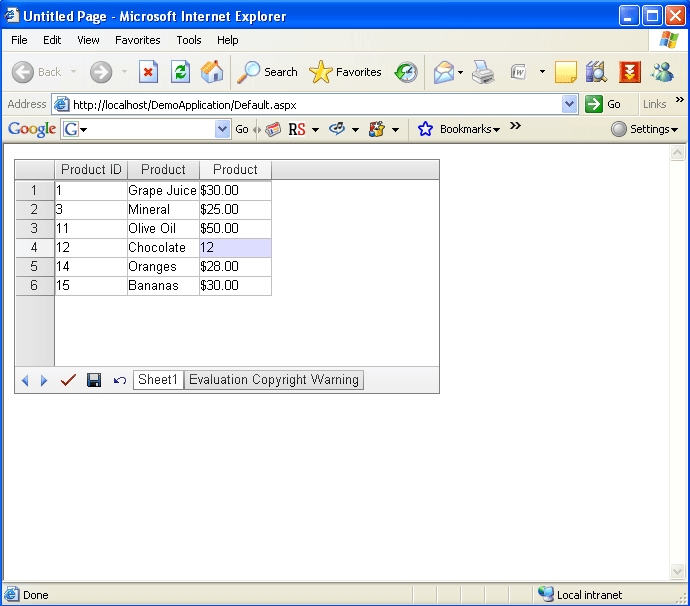 Untitled Page - Microsoft Internet Explorer
File Edit View Favorites Tools Help
Back Search Favorites W
Address http://localhost/DemoApplication/Default.aspx Go Links »
Google G Go RS Bookmarks » Settings
Product ID Product Product
1 1 Grape Juice $30.00
2 3 Mineral $25.00
3 11 Olive Oil $50.00
4 12 Chocolate 12
5 14 Oranges $28.00
6 15 Bananas $30.00
Sheet1 Evaluation Copyright Warning
Done Local intranet